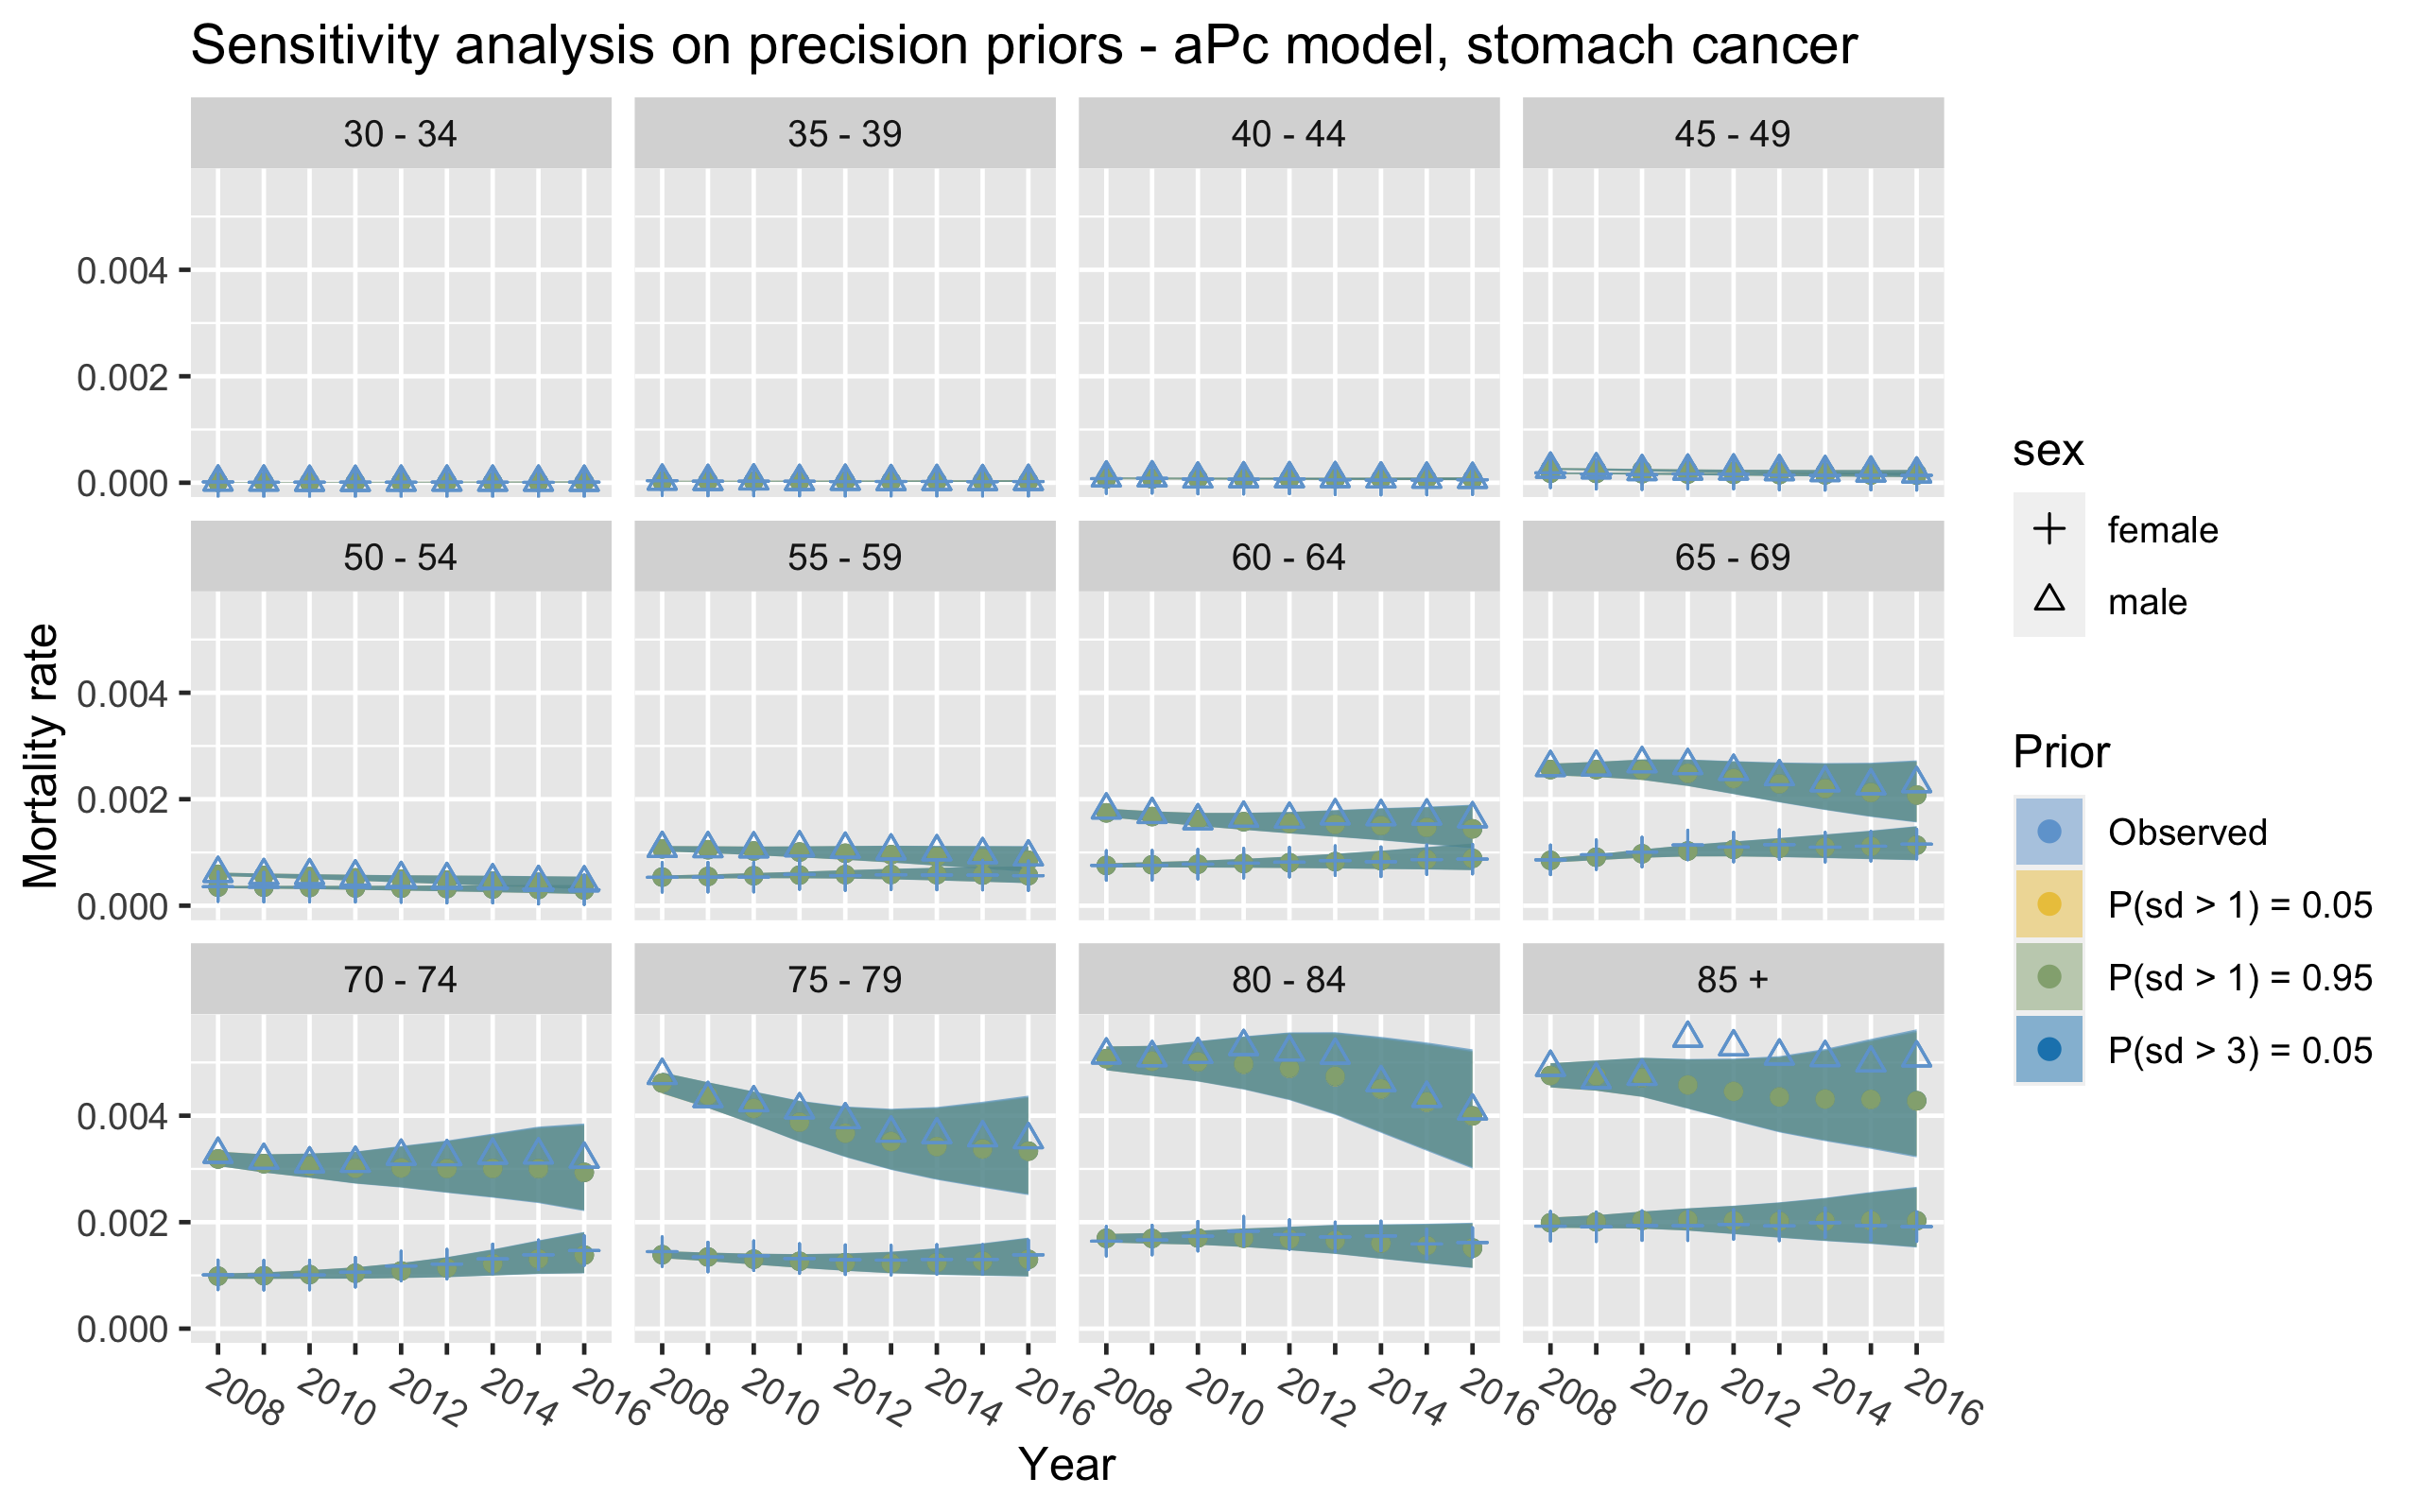 Sensitivity analysis on precision priors - aPc model, stomach cancer
30 - 34 35 - 39 40 - 44 45 - 49
0.004
0.002
0.000
50 - 54 55 - 59 60 - 64 65 - 69
0.004
0.002
0.000
70 - 74 75 - 79 80 - 84 85 +
0.004
0.002
0.000
2008 2010 2012 2014 2016 2008 2010 2012 2014 2016 2008 2010 2012 2014 2016 2008 2010 2012 2014 2016
Year
Mortality rate
sex
female
male
Prior
Observed
P(sd > 1) = 0.05
P(sd > 1) = 0.95
P(sd > 3) = 0.05